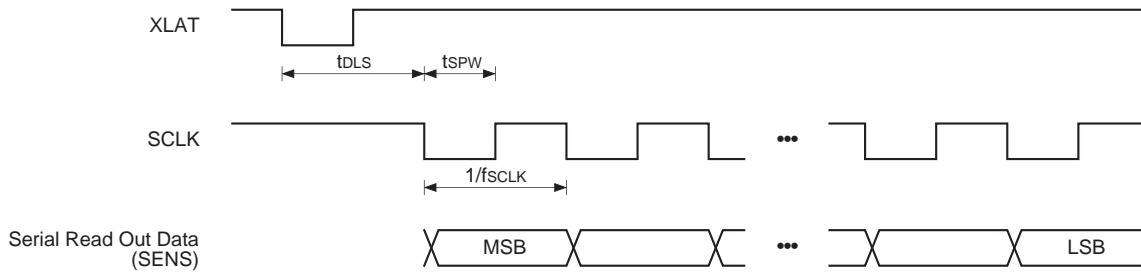 XLAT
tDLS
tSPW
SCLK
•••
1/fSCLK
Serial Read Out Data
(SENS)
MSB
•••
LSB